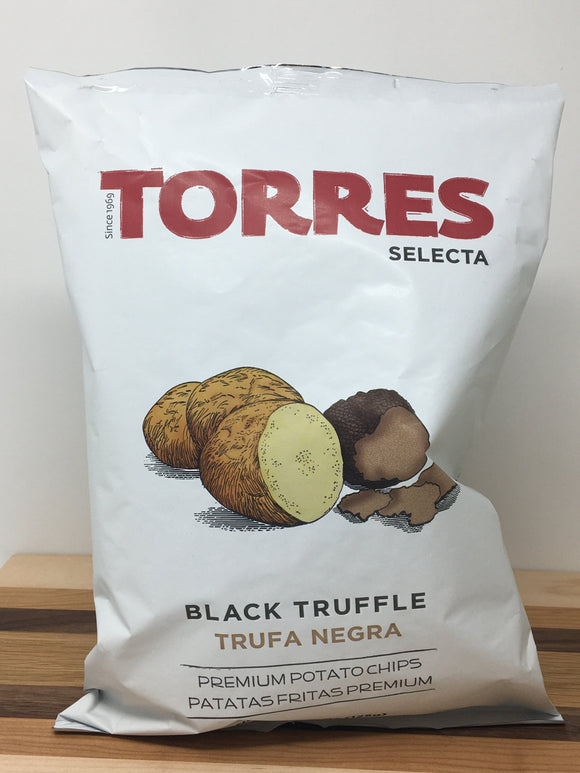 Since 1969
TORRES
SELECTA
BLACK TRUFFLE
TRUFA NEGRA
PREMIUM POTATO CHIPS
PATATAS FRITAS PREMIUM